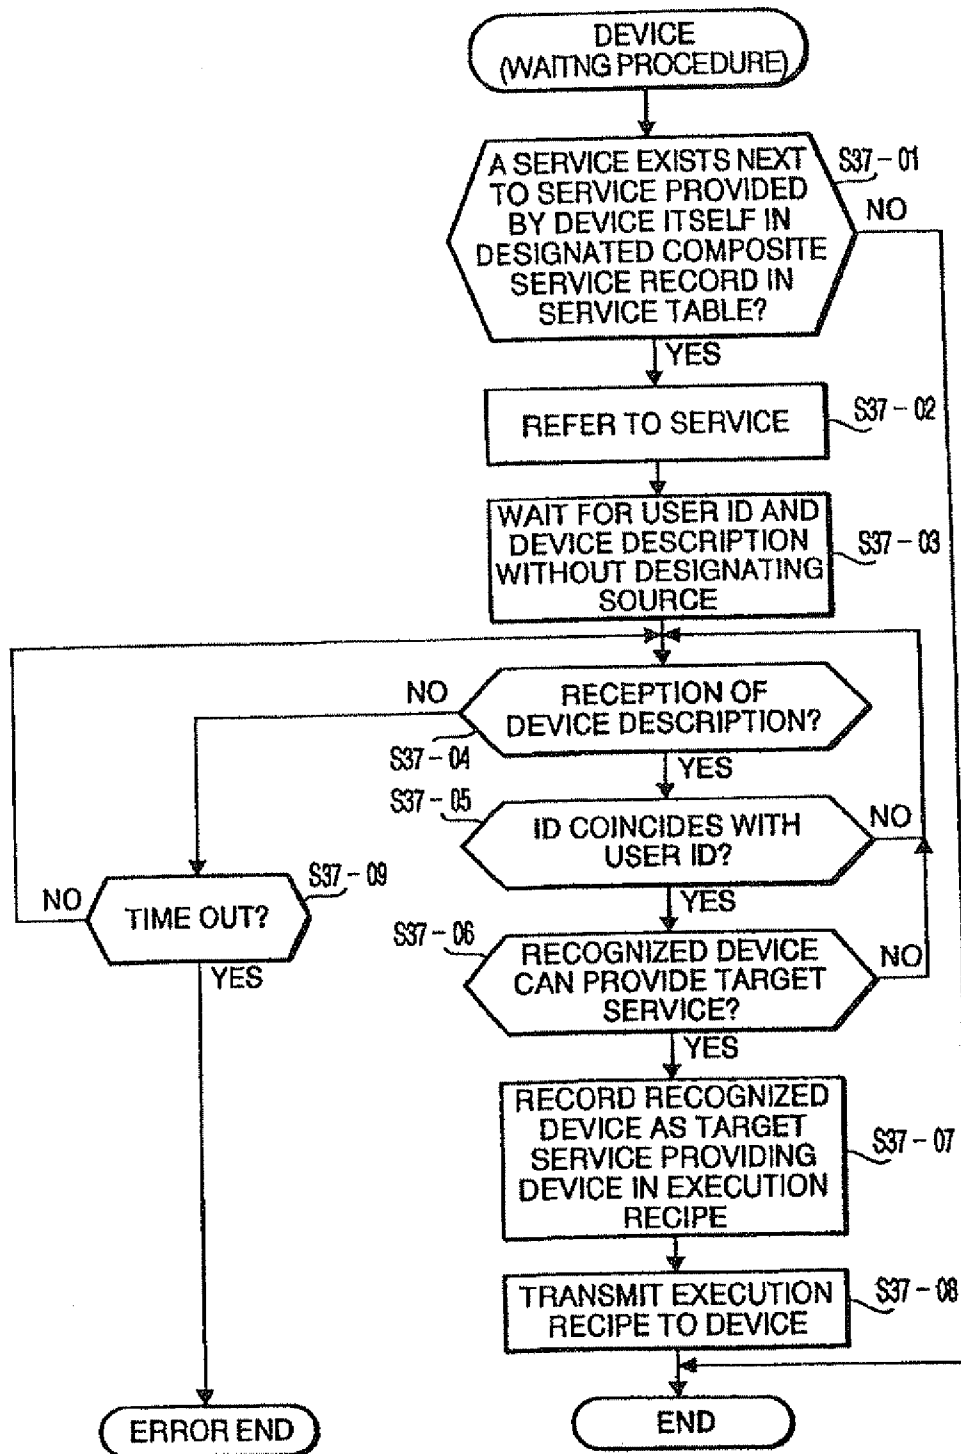 DEVICE
(WAITNG PROCEDURE)
A SERVICE EXISTS NEXT
TO SERVICE PROVIDED
BY DEVICE ITSELF IN
DESIGNATED COMPOSITE
SERVICE RECORD IN
SERVICE TABLE?
S37-01
NO
YES
REFER TO SERVICE
S37-02
WAIT FOR USER ID AND
DEVICE DESCRIPTION
WITHOUT DESIGNATING
SOURCE
S37-03
NO
RECEPTION OF
DEVICE DESCRIPTION?
S37-04
YES
S37-05
ID COINCIDES WITH
USER ID?
NO
YES
NO
TIME OUT?
S37-09
YES
S37-06
RECOGNIZED DEVICE
CAN PROVIDE TARGET
SERVICE?
NO
YES
RECORD RECOGNIZED
DEVICE AS TARGET
SERVICE PROVIDING
DEVICE IN EXECUTION
RECIPE
S37-07
TRANSMIT EXECUTION
RECIPE TO DEVICE
S37-08
ERROR END
END